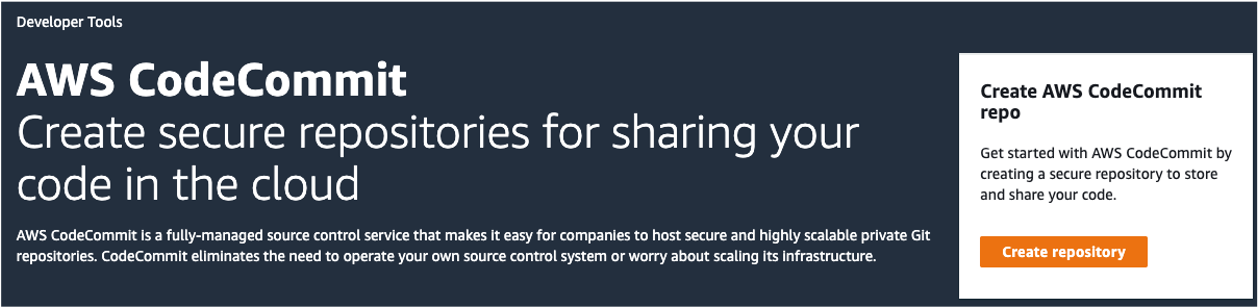 Developer Tools
AWS CodeCommit
Create secure repositories for sharing your
code in the cloud
AWS CodeCommit is a fully-managed source control service that makes it easy for companies to host secure and highly scalable private Git
repositories. CodeCommit eliminates the need to operate your own source control system or worry about scaling its infrastructure.
Create AWS CodeCommit
repo
Get started with AWS CodeCommit by
creating a secure repository to store
and share your code.
Create repository